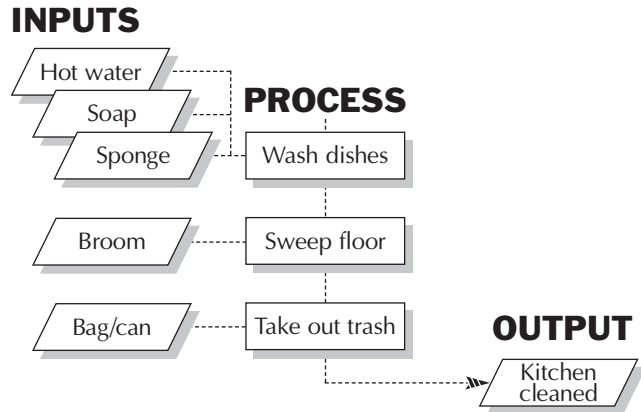 INPUTS
Hot water
Soap
Sponge
PROCESS
Wash dishes
Broom
Sweep floor
Bag/can
Take out trash
OUTPUT
Kitchen
cleaned